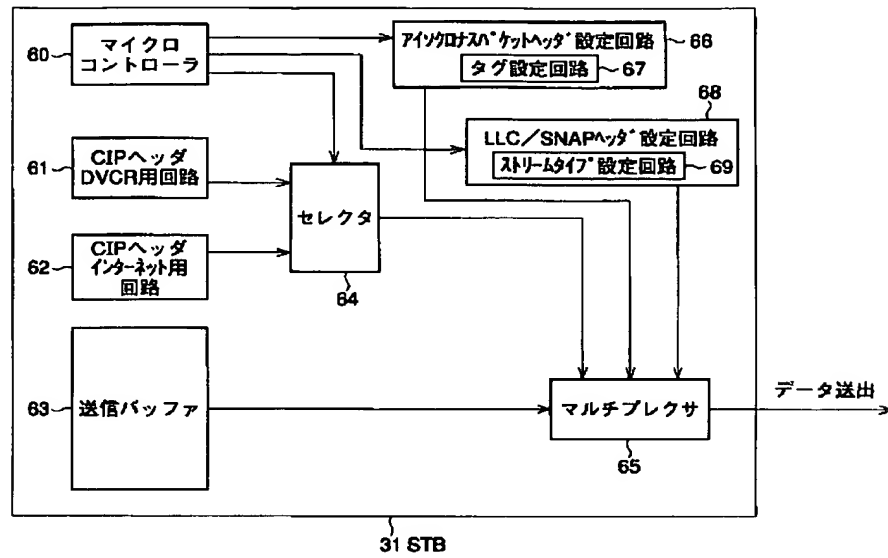 60
マイクロ
コントローラ
アイソクロナスパケットヘッダ設定回路
66
タグ設定回路
67
68
LLC/SNAPヘッダ設定回路
ストリームタイプ設定回路
69
61
CIPヘッダ
DVCR用回路
セレクタ
64
62
CIPヘッダ
インターネット用
回路
63
送信バッファ
マルチプレクサ
65
データ送出
31 STB